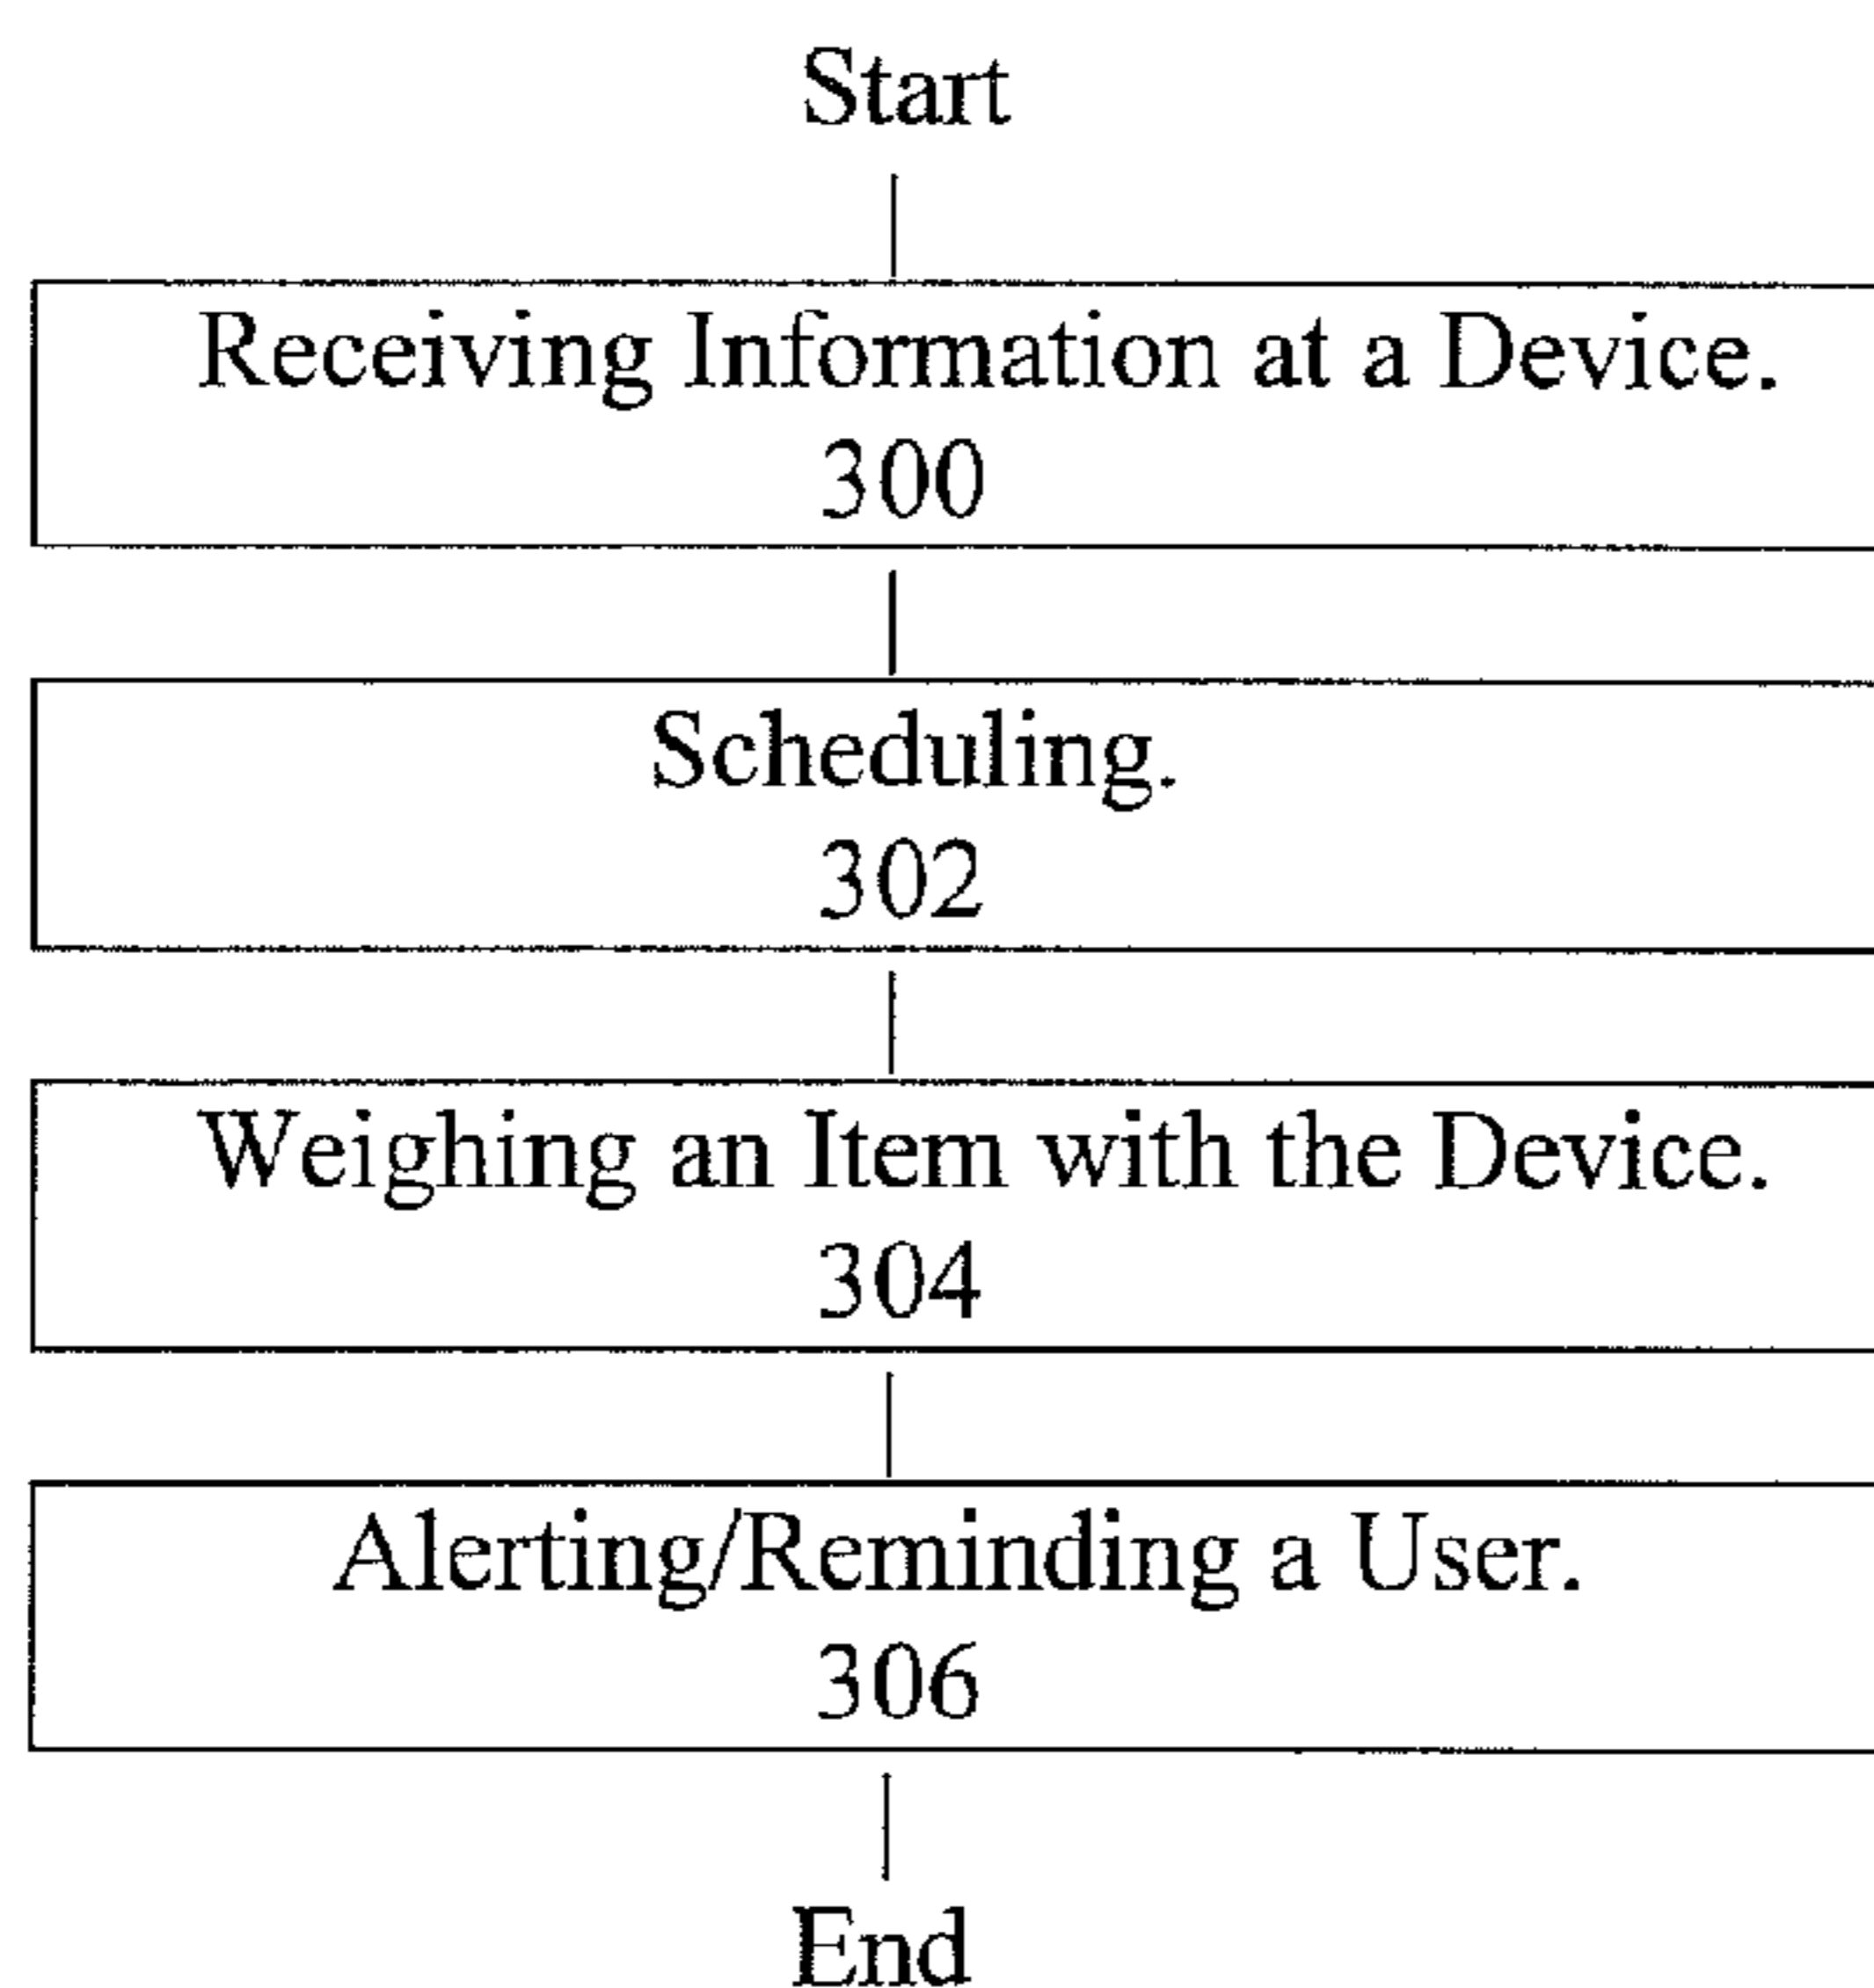 Start
Receiving Information at a Device.
300
Scheduling.
302
Weighing an Item with the Device.
304
Alerting/Reminding a User.
306
End